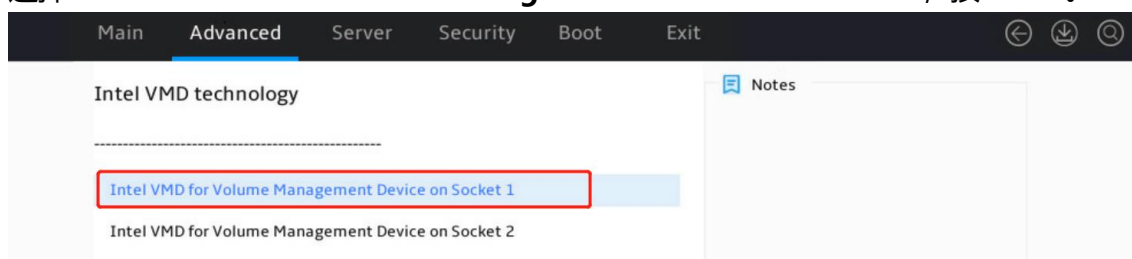 Main Advanced Server Security Boot Exit
Intel VMD technology
Notes
------------------------------------------------
Intel VMD for Volume Management Device on Socket 1
Intel VMD for Volume Management Device on Socket 2